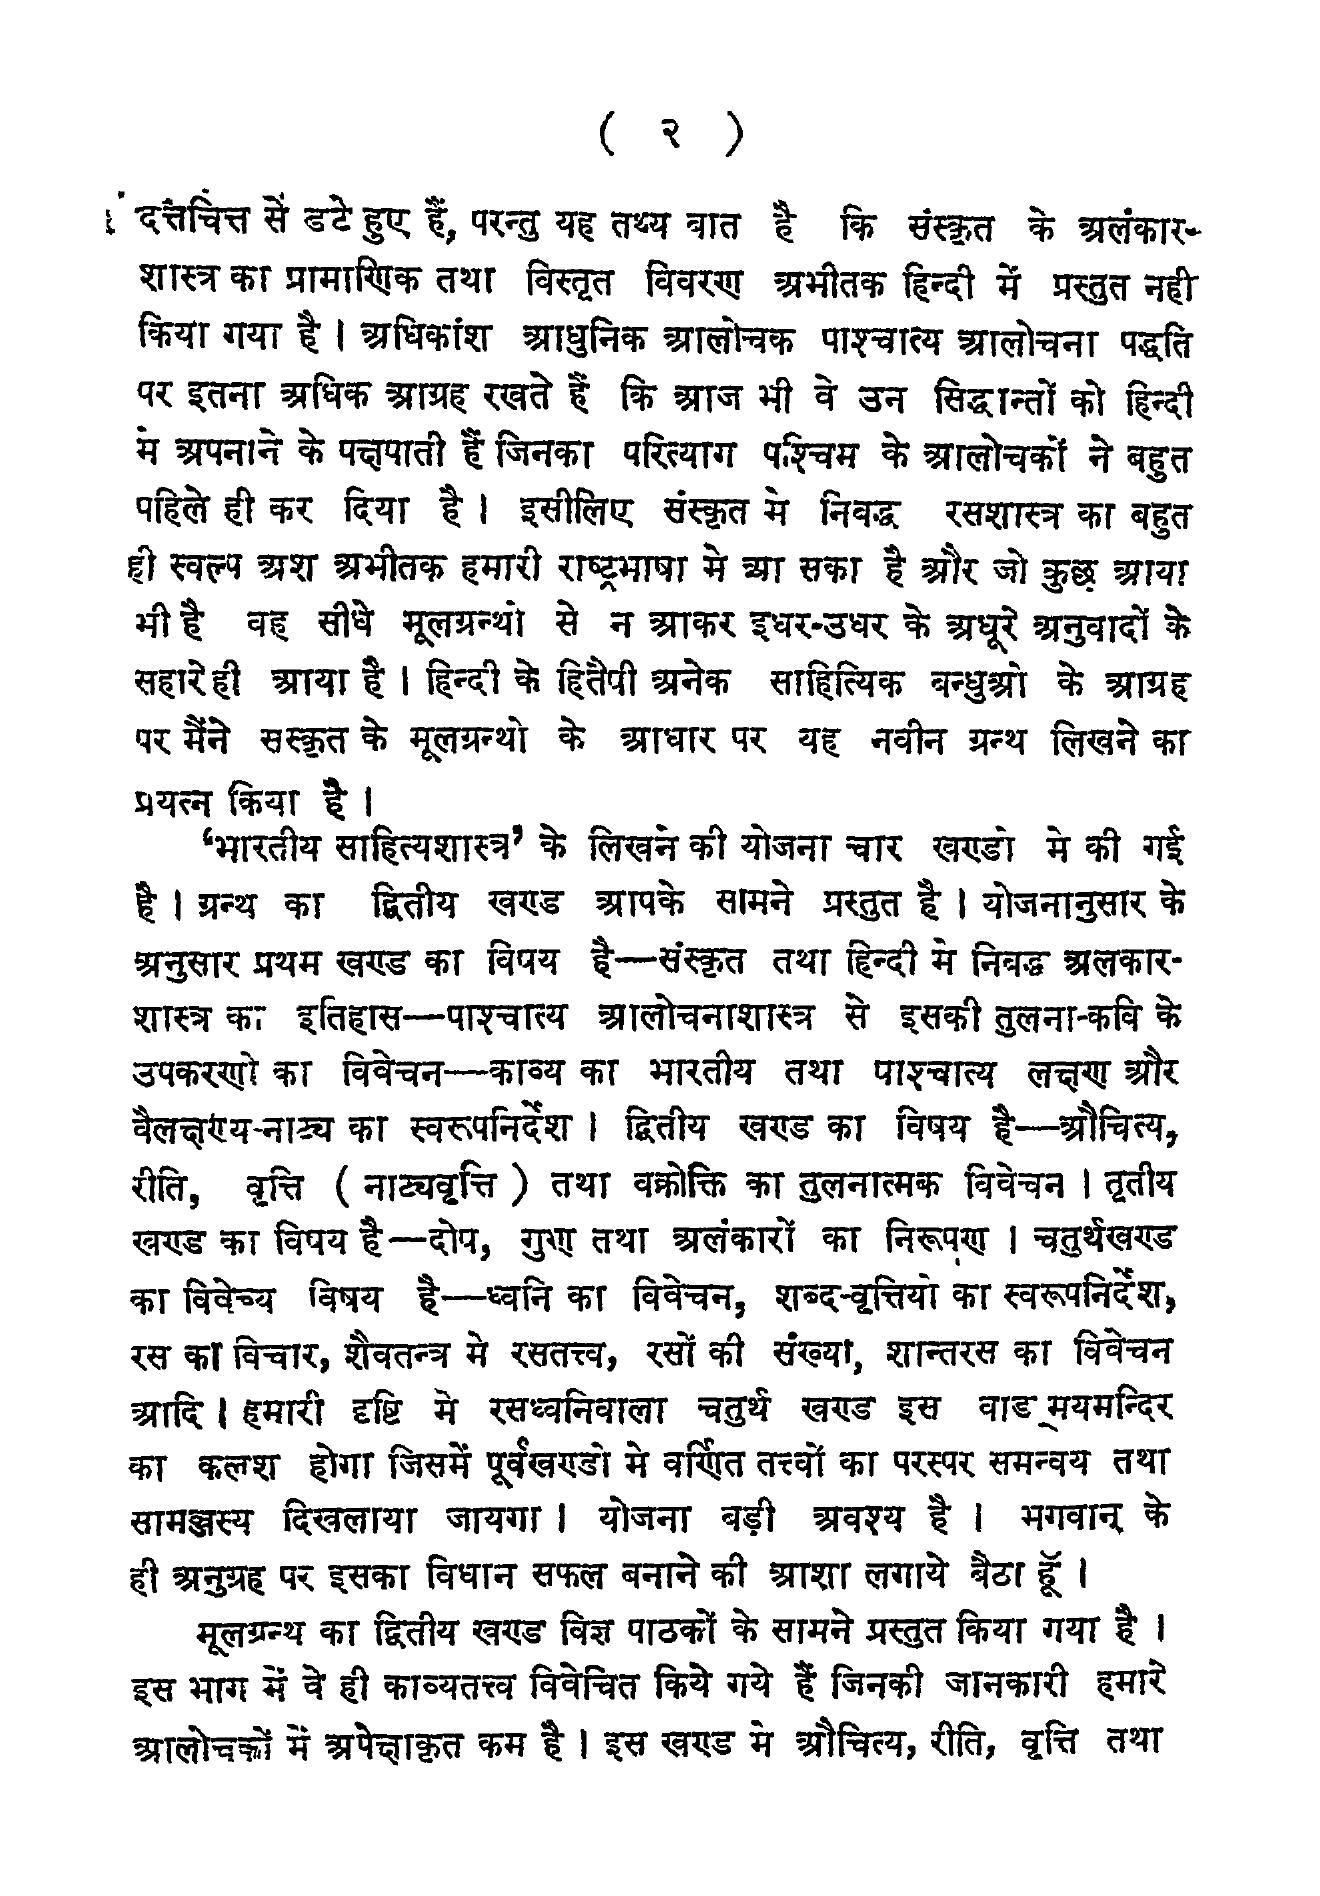 ( २ )
दत्तचित्त सें डटे हुए हैं, परन्तु यह तथ्य बात है कि संस्कृत के अलंकार-
शास्त्र का प्रामाणिक तथा विस्तृत विवरण अभीतक हिन्दी में प्रस्तुत नही
किया गया है । अधिकांश आधुनिक आलोचक पाश्चात्य आलोचना पद्धति
पर इतना अधिक आग्रह रखते हैं कि आज भी वे उन सिद्धान्तों को हिन्दी
मे अपनाने के पक्षपाती हैं जिनका परित्याग पश्चिम के आलोचकों ने बहुत
पहिले ही कर दिया है । इसीलिए संस्कृत मे निबद्ध रसशास्त्र का बहुत
ही स्वल्प अश अभीतक हमारी राष्ट्रभाषा मे आ सका है और जो कुछ आया
भी है वह सीधे मूलग्रन्थो से न आकर इधर-उधर के अधूरे अनुवादों के
सहारे ही आया है । हिन्दी के हितैषी अनेक साहित्यिक बन्धुओ के आग्रह
पर मैंने सस्कृत के मूलग्रन्थो के आधार पर यह नवीन ग्रन्थ लिखने का
प्रयत्न किया है ।
‘भारतीय साहित्यशास्त्र’ के लिखने की योजना चार खण्डो मे की गई
है । ग्रन्थ का द्वितीय खण्ड आपके सामने प्रस्तुत है । योजनानुसार के
अनुसार प्रथम खण्ड का विषय है—संस्कृत तथा हिन्दी मे निबद्ध अलकार-
शास्त्र का इतिहास—पाश्चात्य आलोचनाशास्त्र से इसकी तुलना-कवि के
उपकरणो का विवेचन—काव्य का भारतीय तथा पाश्चात्य लक्षण और
वैलक्षण्य-नाट्य का स्वरूपनिर्देश । द्वितीय खण्ड का विषय है—औचित्य,
रीति, वृत्ति ( नाट्यवृत्ति ) तथा वक्रोक्ति का तुलनात्मक विवेचन । तृतीय
खण्ड का विषय है—दोष, गुण तथा अलंकारों का निरूपण । चतुर्थखण्ड
का विवेच्य विषय है—ध्वनि का विवेचन, शब्द-वृत्तियो का स्वरूपनिर्देश,
रस का विचार, शैवतन्त्र मे रसतत्त्व, रसों की संख्या, शान्तरस का विवेचन
आदि । हमारी दृष्टि मे रसध्वनिवाला चतुर्थ खण्ड इस वाङ्मयमन्दिर
का कलश होगा जिसमें पूर्वखण्डो मे वर्णित तत्त्वों का परस्पर समन्वय तथा
सामञ्जस्य दिखलाया जायगा । योजना बड़ी अवश्य है । भगवान् के
ही अनुग्रह पर इसका विधान सफल बनाने की आशा लगाये बैठा हूँ ।
मूलग्रन्थ का द्वितीय खण्ड विज्ञ पाठकों के सामने प्रस्तुत किया गया है ।
इस भाग में वे ही काव्यतत्त्व विवेचित किये गये हैं जिनकी जानकारी हमारे
आलोचकों में अपेक्षाकृत कम है । इस खण्ड मे औचित्य, रीति, वृत्ति तथा